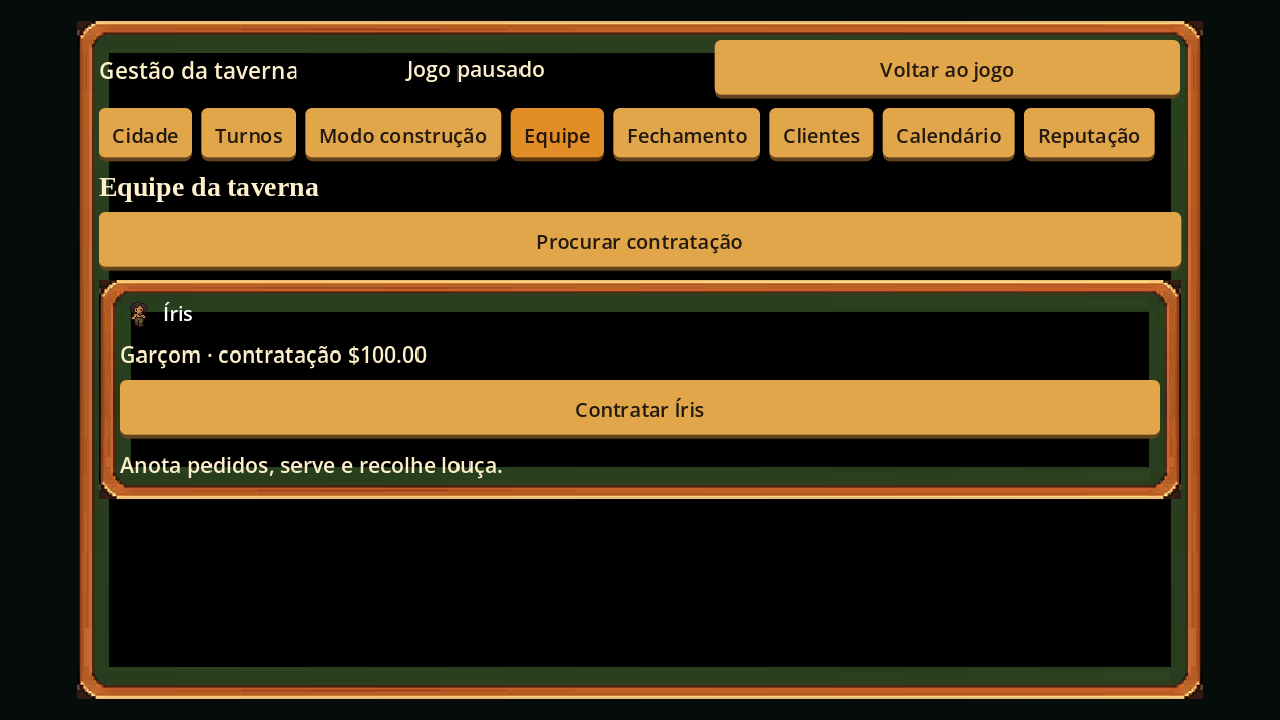 Gestão da taverna
Jogo pausado
Voltar ao jogo
Cidade
Turnos
Modo construção
Equipe
Fechamento
Clientes
Calendário
Reputação
Equipe da taverna
Procurar contratação
Íris
Garçom · contratação $100.00
Contratar Íris
Anota pedidos, serve e recolhe louça.